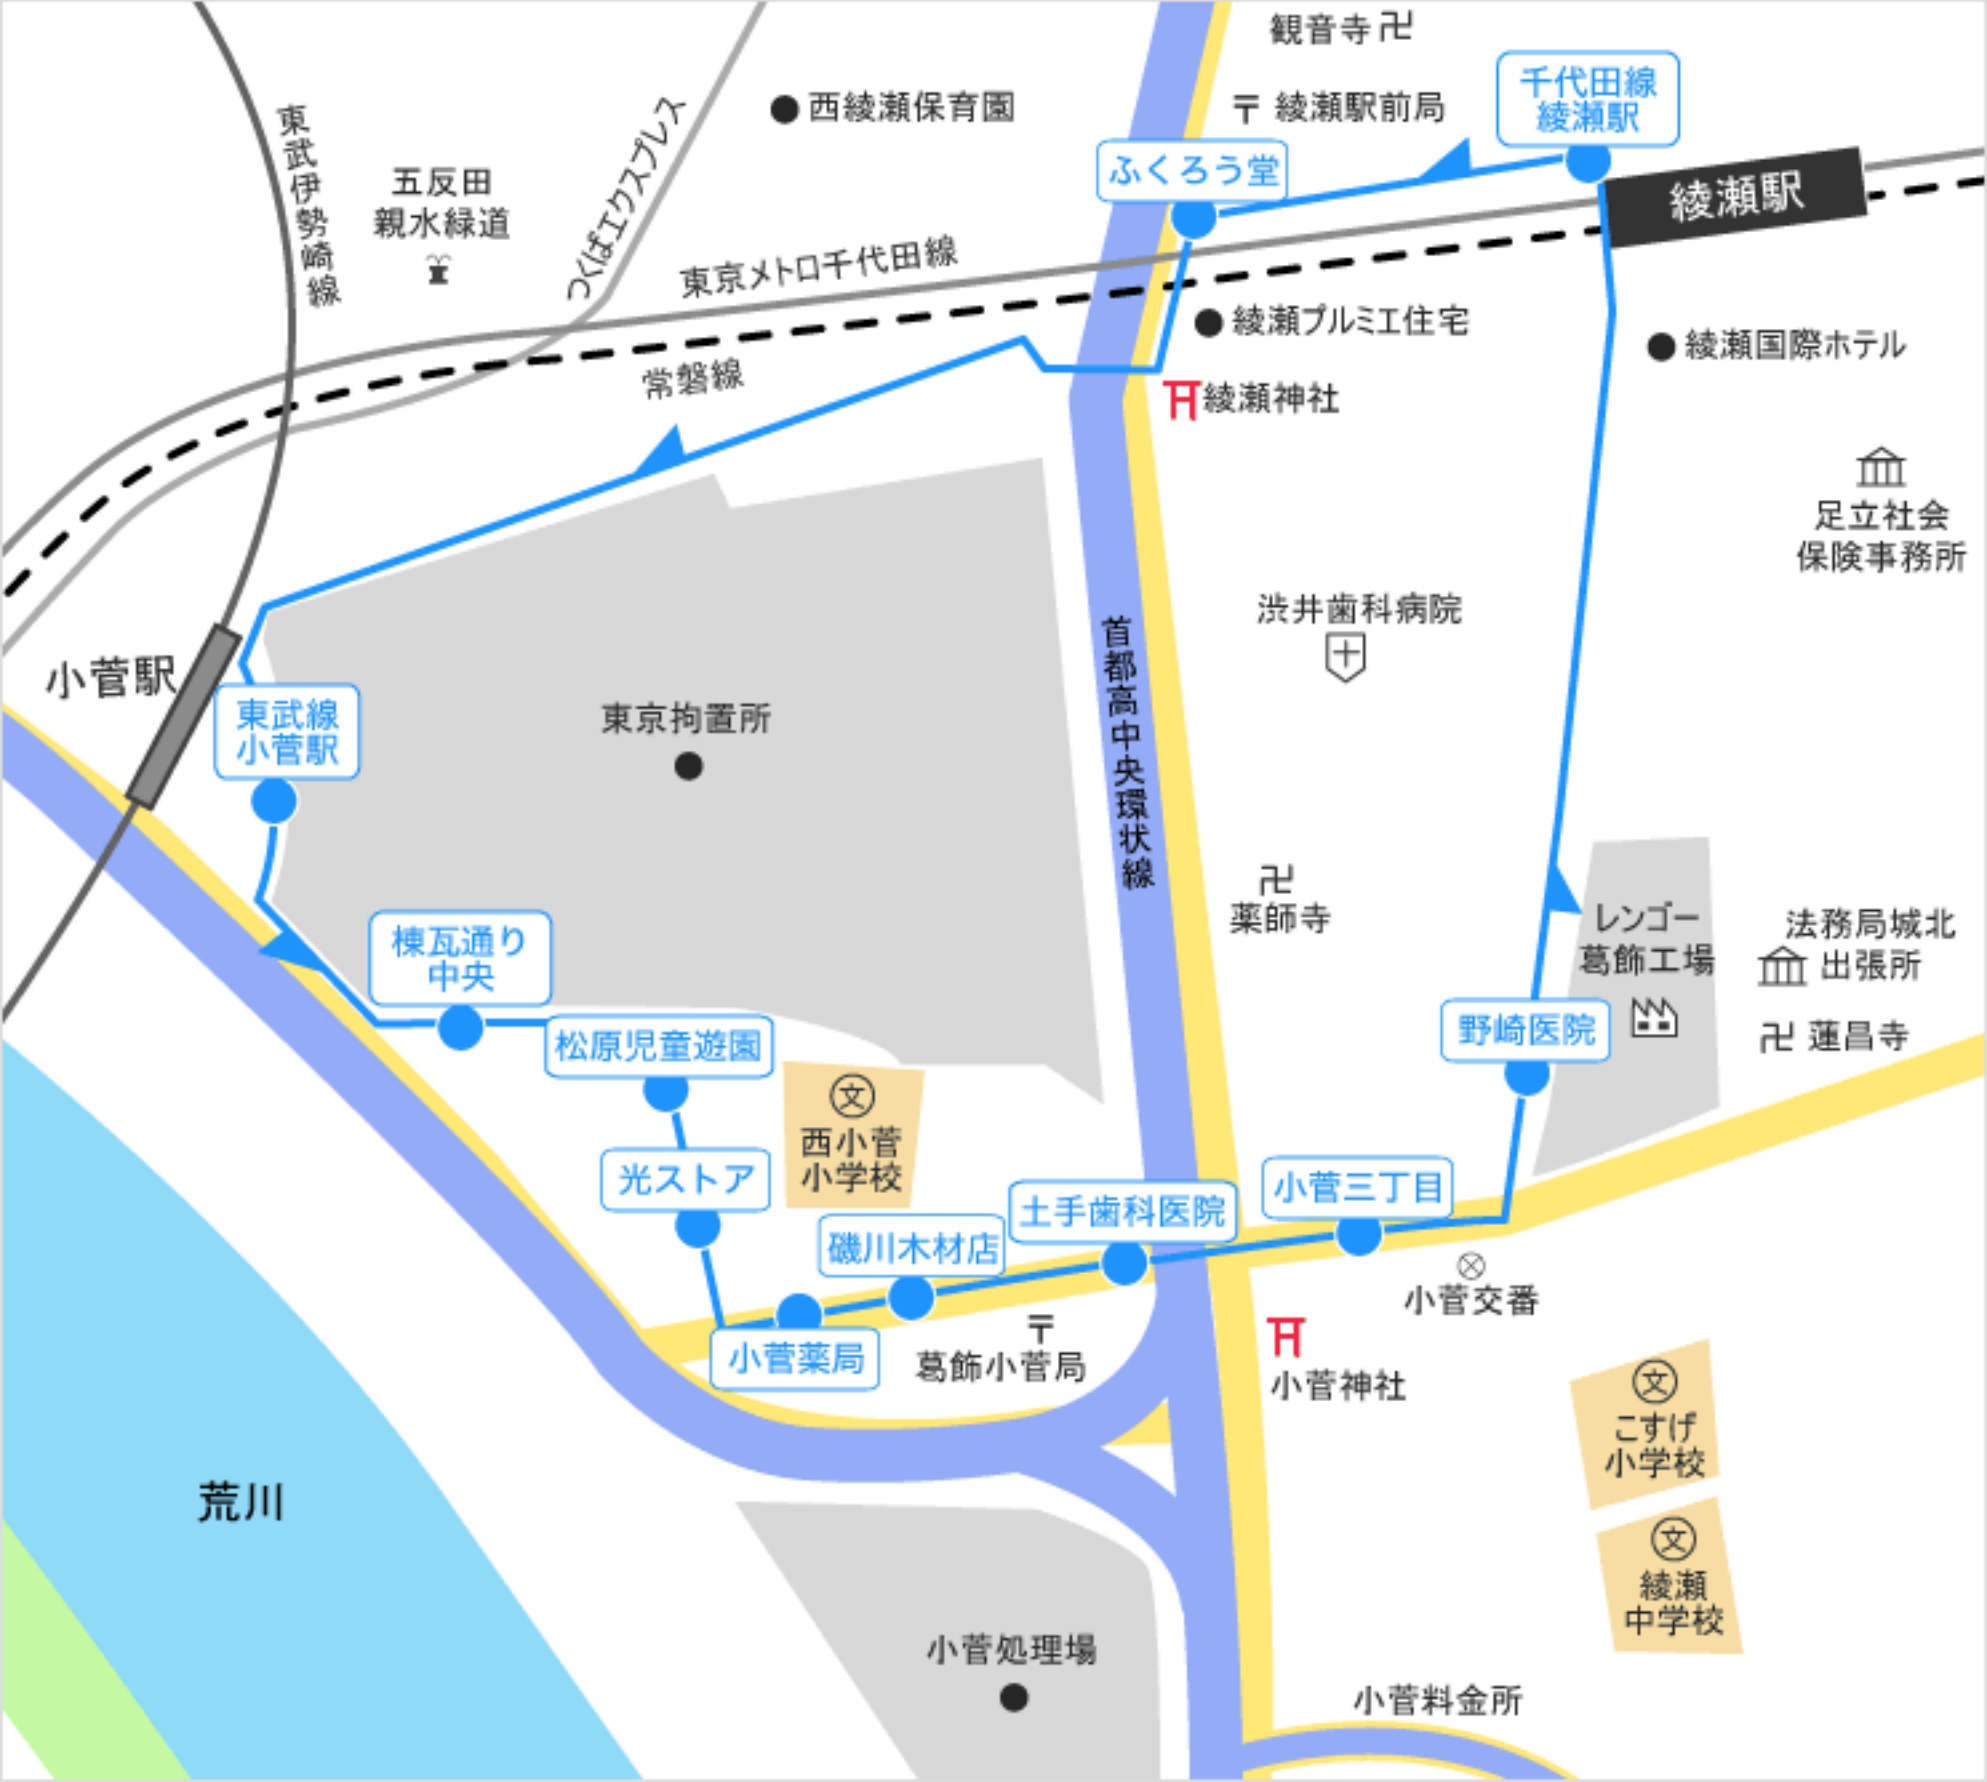 観音寺
千代田線
綾瀬駅
西綾瀬保育園
綾瀬駅前局
東武伊勢崎線
つくばエクスプレス
ふくろう堂
五反田
親水緑道
綾瀬駅
東京メトロ千代田線
綾瀬プルミエ住宅
綾瀬国際ホテル
常磐線
綾瀬神社
足立社会
保険事務所
渋井歯科病院
首都高中央環状線
小菅駅
東武線
小菅駅
東京拘置所
薬師寺
レンゴー
葛飾工場
法務局城北
出張所
棟瓦通り
中央
野崎医院
蓮昌寺
松原児童遊園
文
西小菅
小学校
光ストア
土手歯科医院
小菅三丁目
磯川木材店
小菅交番
小菅薬局
葛飾小菅局
小菅神社
文
こすげ
小学校
荒川
文
綾瀬
中学校
小菅処理場
小菅料金所